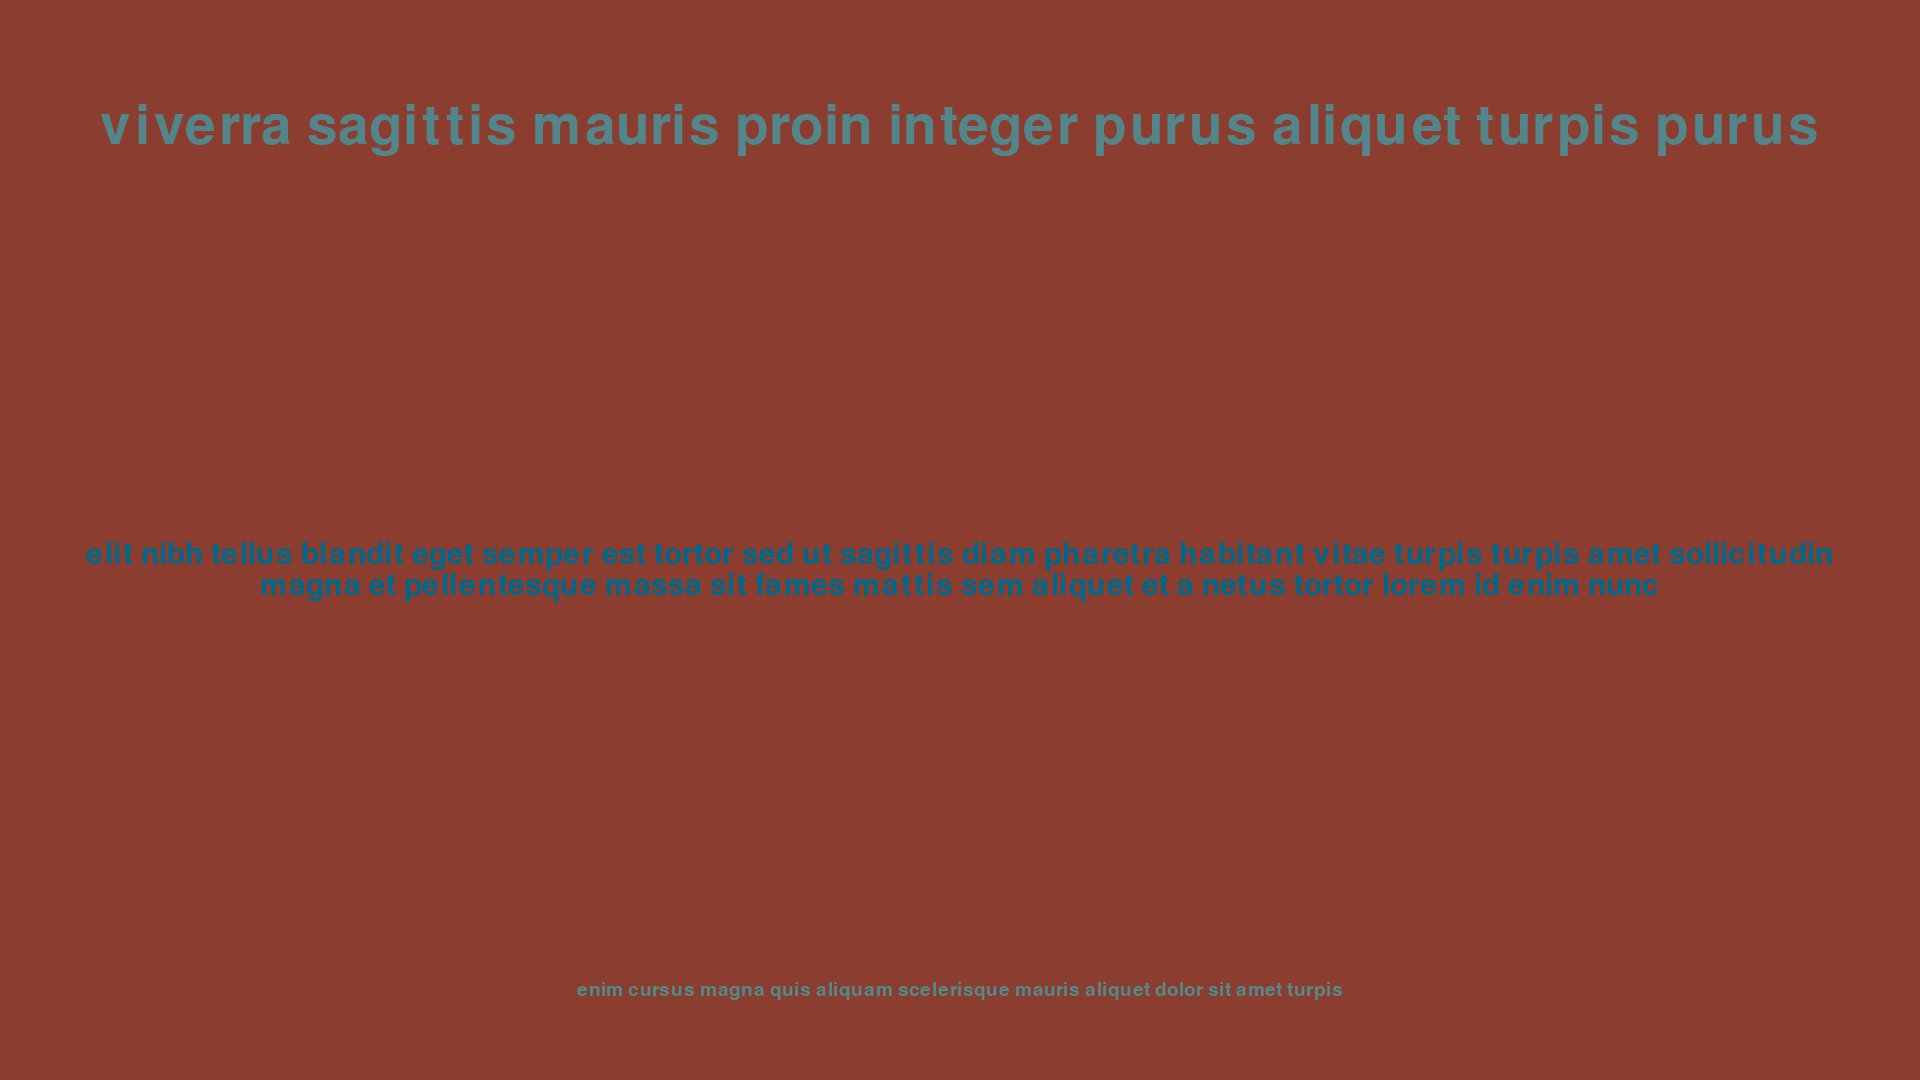 viverra sagittis mauris proin integer purus aliquet turpis purus
elit nibh tellus blandit eget semper est tortor sed ut sagittis diam pharetra habitant vitae turpis turpis amet sollicitudin
magna et pellentesque massa sit fames mattis sem aliquet et a netus tortor lorem id enim nunc
enim cursus magna quis aliquam scelerisque mauris aliquet dolor sit amet turpis